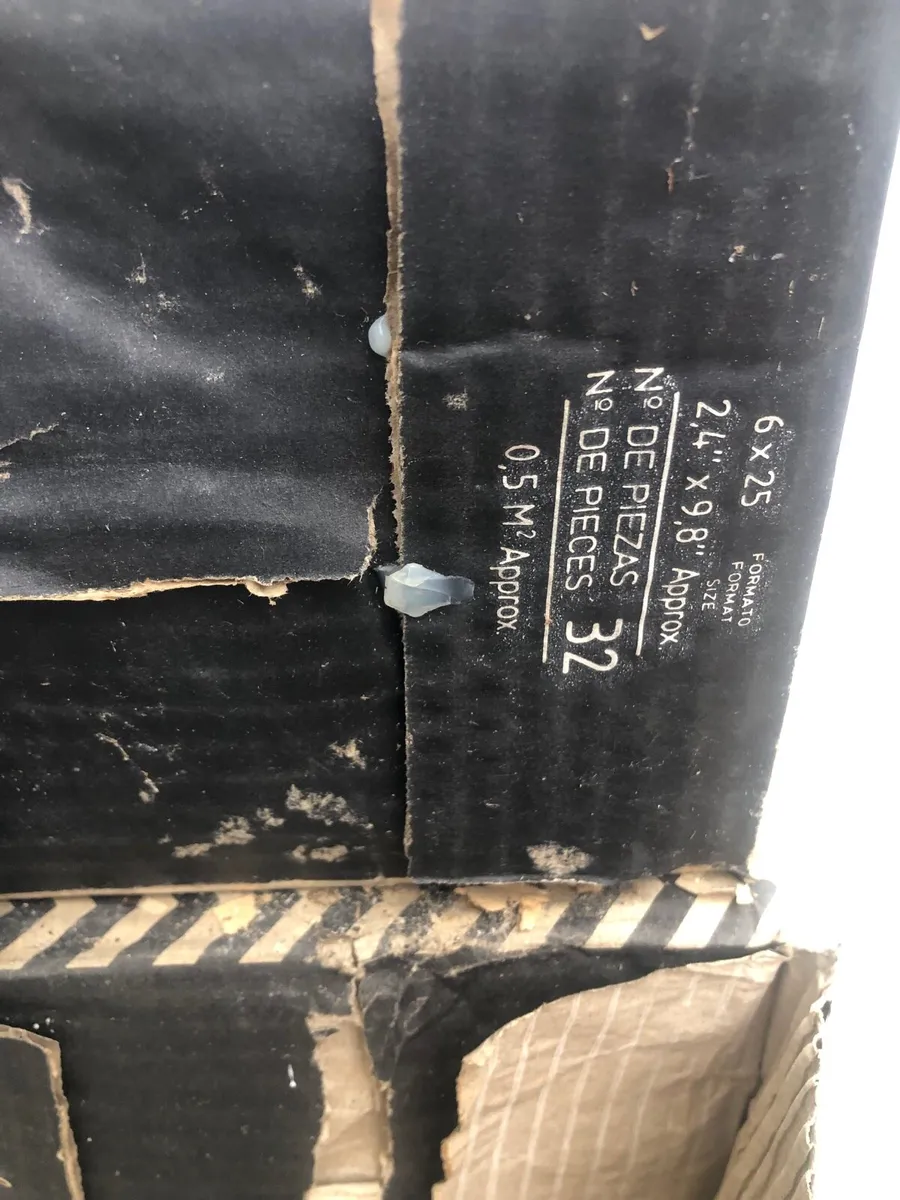 6 x 25
FORMATO
FORMAT
SIZE
2,4" x 9,8" Approx
Nº DE PIEZAS
Nº DE PIECES
32
0,5 M² Approx.